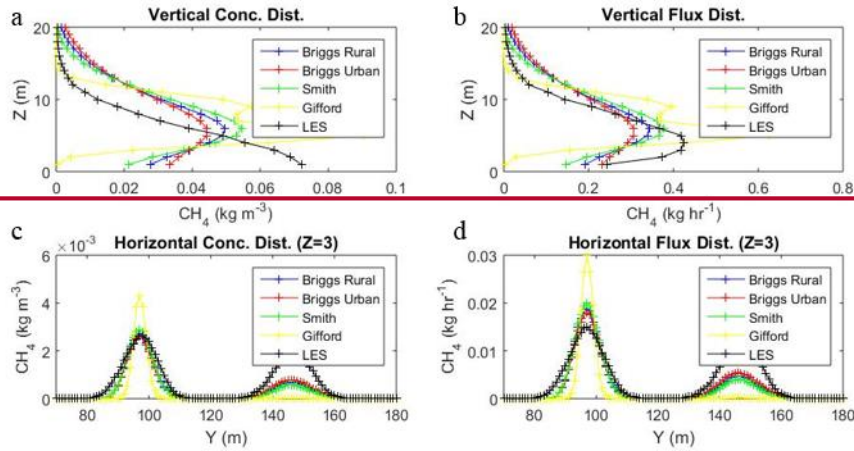 a
Vertical Conc. Dist.
20
10
0
Z (m)
0
0.02
0.04
0.06
0.08
0.1
CH4 (kg m-3)
Briggs Rural
Briggs Urban
Smith
Gifford
LES
b
Vertical Flux Dist.
20
10
0
Z (m)
0
0.2
0.4
0.6
0.8
CH4 (kg hr-1)
Briggs Rural
Briggs Urban
Smith
Gifford
LES
c
Horizontal Conc. Dist. (Z=3)
× 10-3
6
4
2
0
CH4 (kg m-3)
80
100
120
140
160
180
Y (m)
Briggs Rural
Briggs Urban
Smith
Gifford
LES
d
Horizontal Flux Dist. (Z=3)
0.03
0.02
0.01
0
CH4 (kg hr-1)
80
100
120
140
160
180
Y (m)
Briggs Rural
Briggs Urban
Smith
Gifford
LES